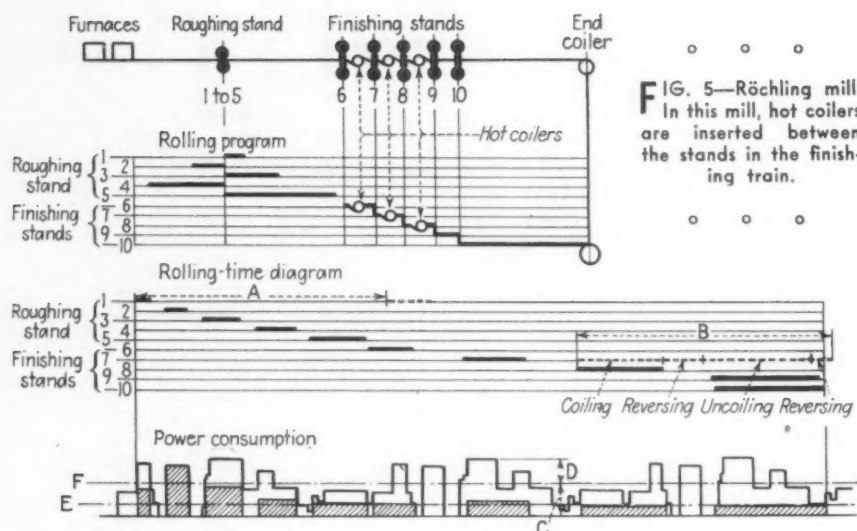 Furnaces Roughing stand Finishing stands End
coiler
1 to 5 6 7 8 9 10
FIG. 5—Röchling mill.
In this mill, hot coilers
are inserted between
the stands in the finish-
ing train.
Hot coilers
Rolling program
Roughing stand
1
2
3
4
5
Finishing stands
6
7
8
9
10
Rolling-time diagram
A
B
Roughing stand
1
2
3
4
5
Finishing stands
6
7
8
9
10
Coiling Reversing Uncoiling Reversing
Power consumption
F
E
D
C